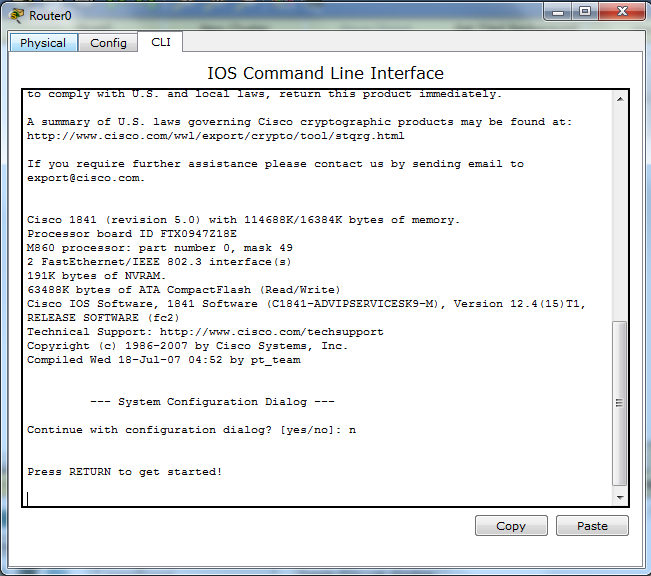 Router0
Physical Config CLI
IOS Command Line Interface
to comply with U.S. and local laws, return this product immediately.
A summary of U.S. laws governing Cisco cryptographic products may be found at:
http://www.cisco.com/wwl/export/crypto/tool/stqrg.html
If you require further assistance please contact us by sending email to
export@cisco.com.
Cisco 1841 (revision 5.0) with 114688K/16384K bytes of memory.
Processor board ID FTX0947Z18E
M860 processor: part number 0, mask 49
2 FastEthernet/IEEE 802.3 interface(s)
191K bytes of NVRAM.
63488K bytes of ATA CompactFlash (Read/Write)
Cisco IOS Software, 1841 Software (C1841-ADVIPSERVICESK9-M), Version 12.4(15)T1,
RELEASE SOFTWARE (fc2)
Technical Support: http://www.cisco.com/techsupport
Copyright (c) 1986-2007 by Cisco Systems, Inc.
Compiled Wed 18-Jul-07 04:52 by pt_team
--- System Configuration Dialog ---
Continue with configuration dialog? [yes/no]: n
Press RETURN to get started!
Copy Paste